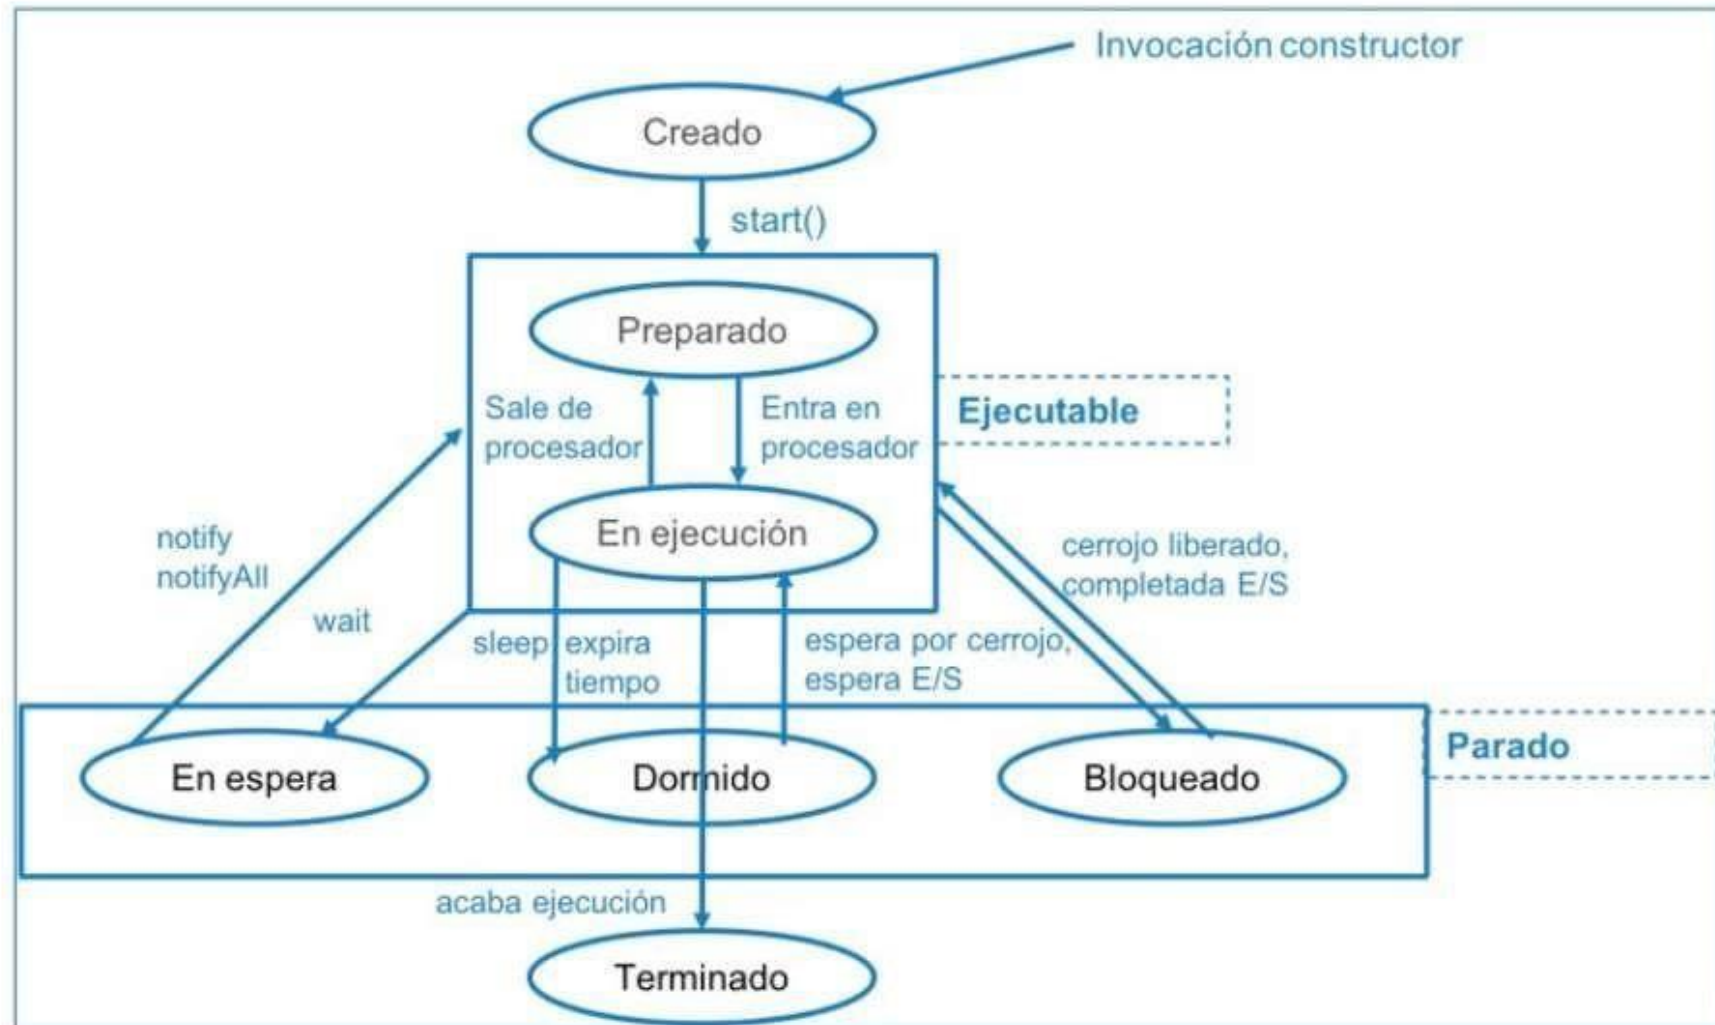 Invocación constructor
Creado
start()
Preparado
Sale de
procesador
Entra en
procesador
Ejecutable
En ejecución
notify
notifyAll
wait
cerrojo liberado,
completada E/S
sleep
expira
tiempo
espera por cerrojo,
espera E/S
Parado
En espera
Dormido
Bloqueado
acaba ejecución
Terminado